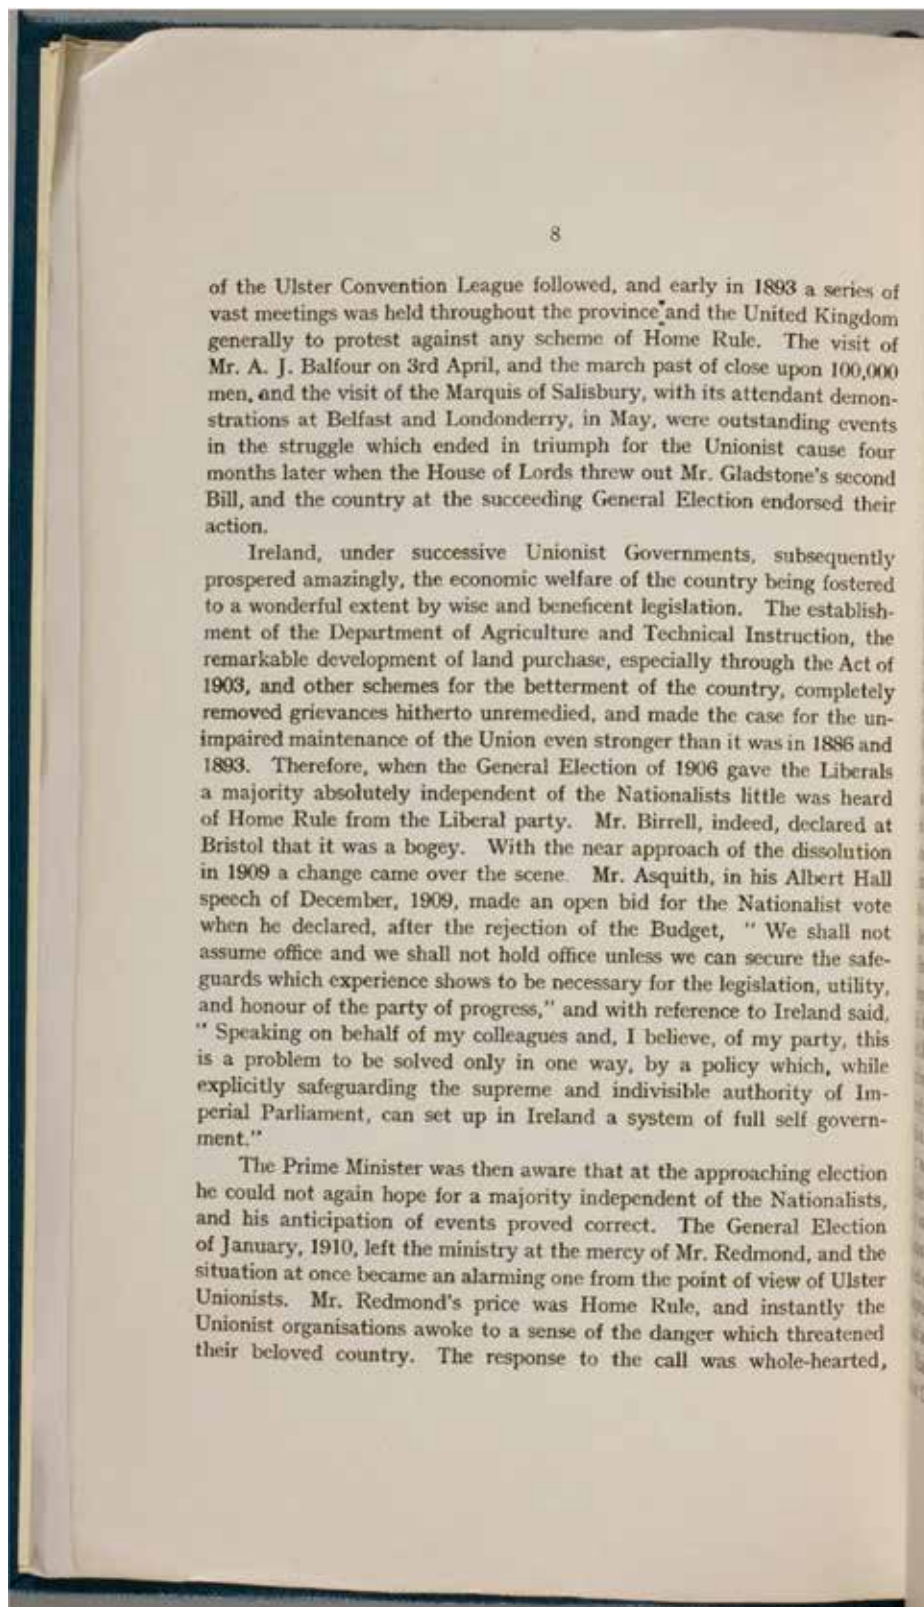 8
of the Ulster Convention League followed, and early in 1893 a series of
vast meetings was held throughout the province and the United Kingdom
generally to protest against any scheme of Home Rule. The visit of
Mr. A. J. Balfour on 3rd April, and the march past of close upon 100,000
men, and the visit of the Marquis of Salisbury, with its attendant demon-
strations at Belfast and Londonderry, in May, were outstanding events
in the struggle which ended in triumph for the Unionist cause four
months later when the House of Lords threw out Mr. Gladstone's second
Bill, and the country at the succeeding General Election endorsed their
action.
Ireland, under successive Unionist Governments, subsequently
prospered amazingly, the economic welfare of the country being fostered
to a wonderful extent by wise and beneficent legislation. The establish-
ment of the Department of Agriculture and Technical Instruction, the
remarkable development of land purchase, especially through the Act of
1903, and other schemes for the betterment of the country, completely
removed grievances hitherto unremedied, and made the case for the un-
impaired maintenance of the Union even stronger than it was in 1886 and
1893. Therefore, when the General Election of 1906 gave the Liberals
a majority absolutely independent of the Nationalists little was heard
of Home Rule from the Liberal party. Mr. Birrell, indeed, declared at
Bristol that it was a bogey. With the near approach of the dissolution
in 1909 a change came over the scene. Mr. Asquith, in his Albert Hall
speech of December, 1909, made an open bid for the Nationalist vote
when he declared, after the rejection of the Budget, " We shall not
assume office and we shall not hold office unless we can secure the safe-
guards which experience shows to be necessary for the legislation, utility,
and honour of the party of progress," and with reference to Ireland said,
" Speaking on behalf of my colleagues and, I believe, of my party, this
is a problem to be solved only in one way, by a policy which, while
explicitly safeguarding the supreme and indivisible authority of Im-
perial Parliament, can set up in Ireland a system of full self govern-
ment."
The Prime Minister was then aware that at the approaching election
he could not again hope for a majority independent of the Nationalists,
and his anticipation of events proved correct. The General Election
of January, 1910, left the ministry at the mercy of Mr. Redmond, and the
situation at once became an alarming one from the point of view of Ulster
Unionists. Mr. Redmond's price was Home Rule, and instantly the
Unionist organisations awoke to a sense of the danger which threatened
their beloved country. The response to the call was whole-hearted,